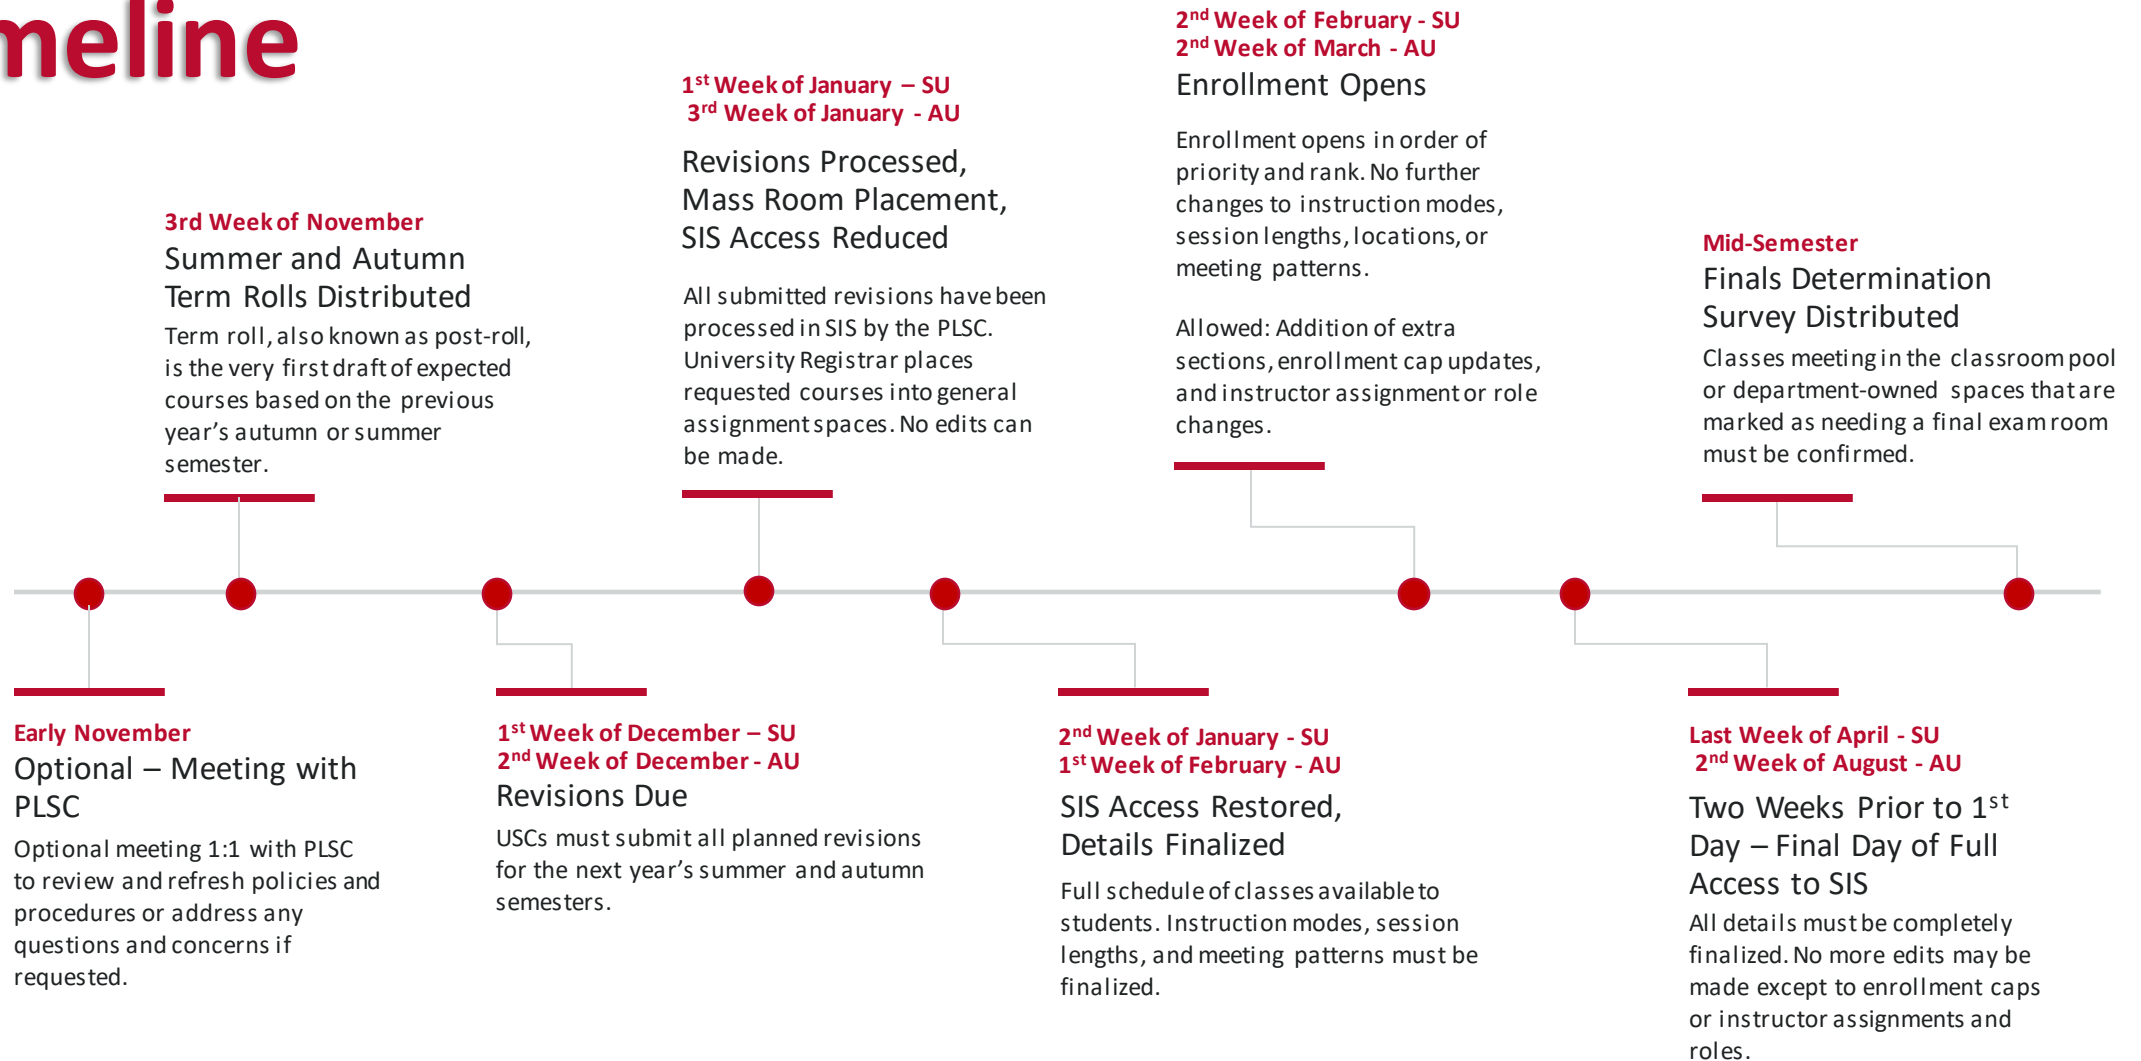 meline
3rd Week of November
Summer and Autumn
Term Rolls Distributed
Term roll, also known as post-roll,
is the very first draft of expected
courses based on the previous
year’s autumn or summer
semester.
1st Week of January – SU
3rd Week of January - AU
Revisions Processed,
Mass Room Placement,
SIS Access Reduced
All submitted revisions have been
processed in SIS by the PLSC.
University Registrar places
requested courses into general
assignment spaces. No edits can
be made.
2nd Week of February - SU
2nd Week of March - AU
Enrollment Opens
Enrollment opens in order of
priority and rank. No further
changes to instruction modes,
session lengths, locations, or
meeting patterns.
Allowed: Addition of extra
sections, enrollment cap updates,
and instructor assignment or role
changes.
Mid-Semester
Finals Determination
Survey Distributed
Classes meeting in the classroom pool
or department-owned spaces that are
marked as needing a final exam room
must be confirmed.
Early November
Optional – Meeting with
PLSC
Optional meeting 1:1 with PLSC
to review and refresh policies and
procedures or address any
questions and concerns if
requested.
1st Week of December – SU
2nd Week of December - AU
Revisions Due
USCs must submit all planned revisions
for the next year’s summer and autumn
semesters.
2nd Week of January - SU
1st Week of February - AU
SIS Access Restored,
Details Finalized
Full schedule of classes available to
students. Instruction modes, session
lengths, and meeting patterns must be
finalized.
Last Week of April - SU
2nd Week of August - AU
Two Weeks Prior to 1st
Day – Final Day of Full
Access to SIS
All details must be completely
finalized. No more edits may be
made except to enrollment caps
or instructor assignments and
roles.